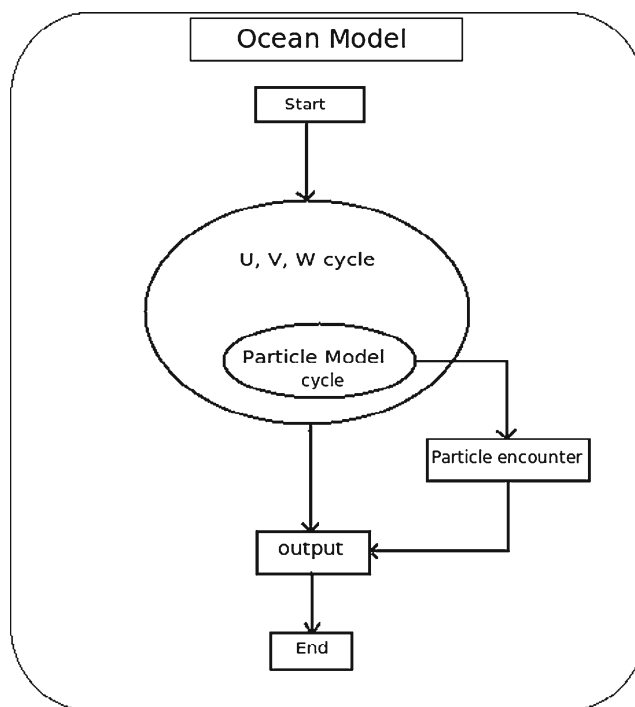 Ocean Model
Start
U, V, W cycle
Particle Model
cycle
Particle encounter
output
End